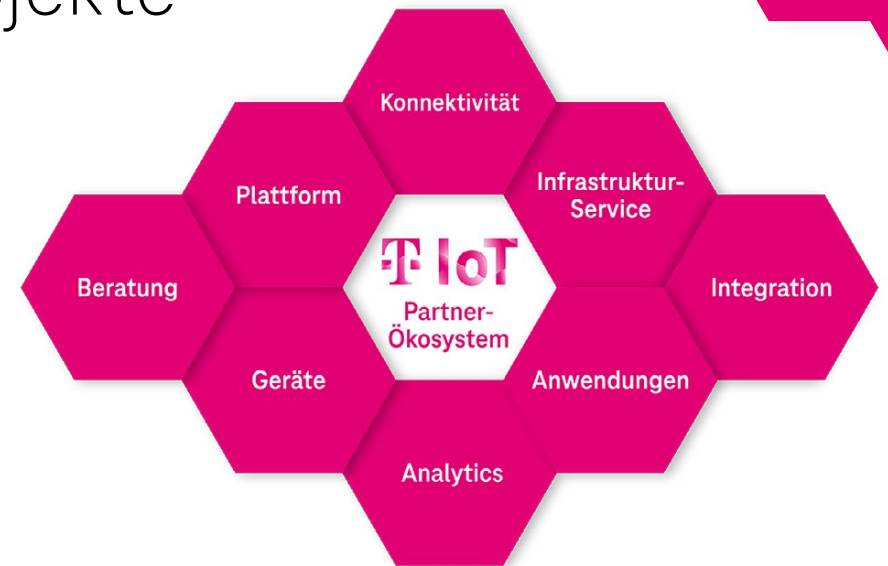 Konnektivität
Plattform
Infrastruktur-
Service
Beratung
T IoT
Partner-
Ökosystem
Integration
Geräte
Anwendungen
Analytics